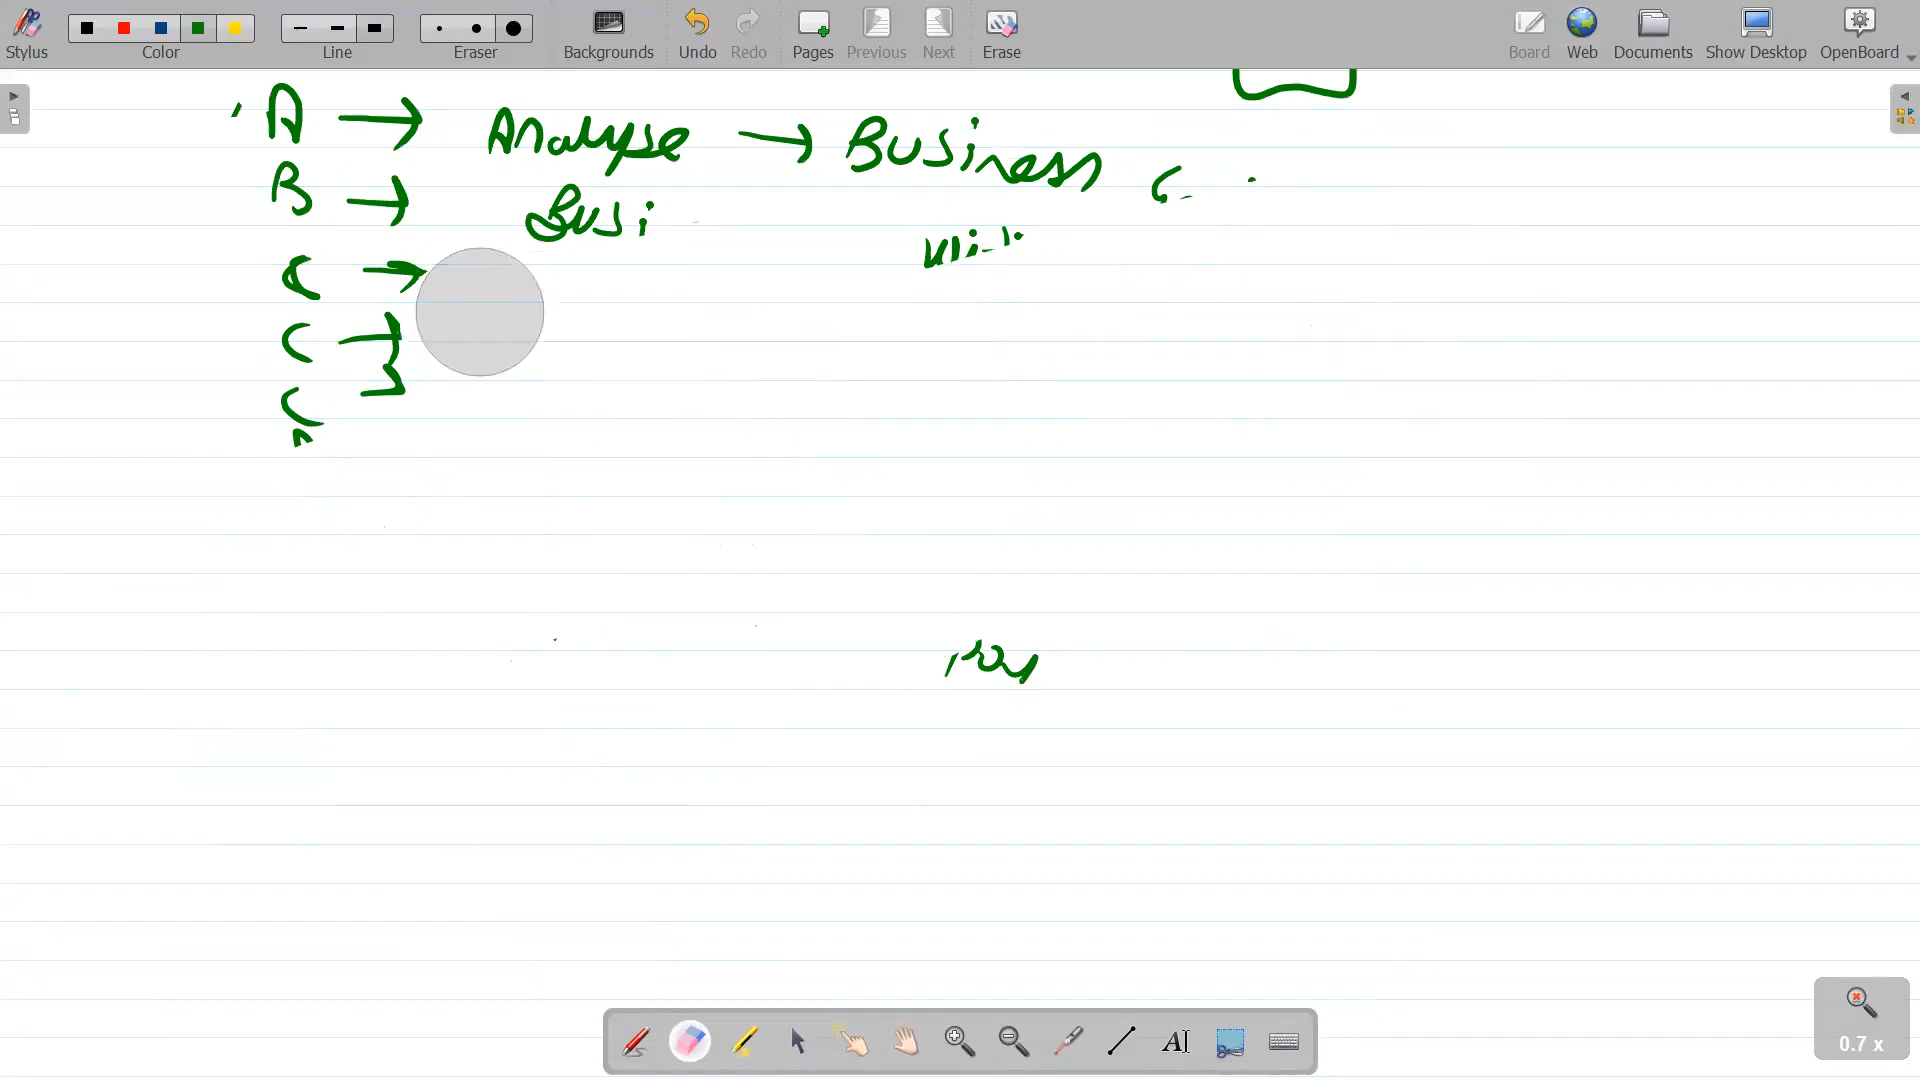 Stylus Color Line Eraser Backgrounds Undo Redo Pages Previous Next Erase Board Web Documents Show Desktop OpenBoard
A → Analyse → Business
B → Busi
C →
C →
C
0.7 x